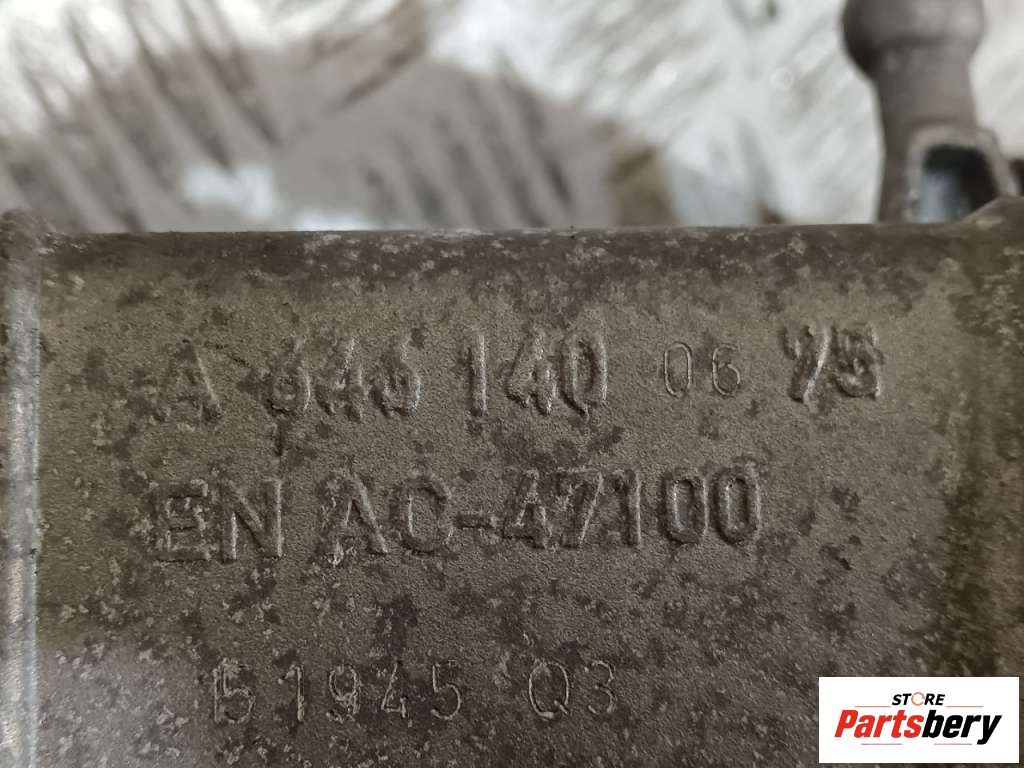 A 646 140 06 75
EN AC-47100
51945 Q3
STORE
Partsbery